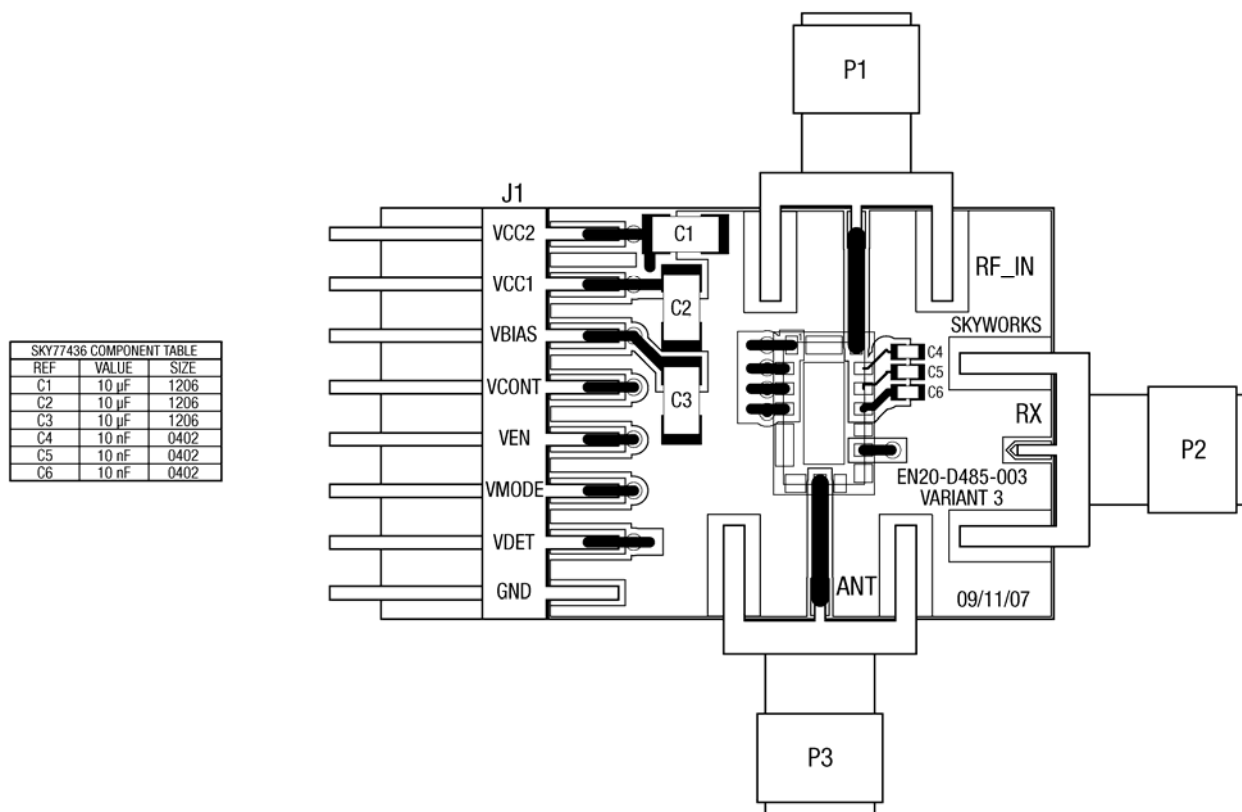 SKY77436 COMPONENT TABLE
REF VALUE SIZE
C1 10 µF 1206
C2 10 µF 1206
C3 10 µF 1206
C4 10 nF 0402
C5 10 nF 0402
C6 10 nF 0402
P1
J1
VCC2
C1
VCC1
RF_IN
C2
VBIAS
SKYWORKS
C4
C5
VCONT
C6
C3
RX
VEN
P2
EN20-D485-003
VMODE
VARIANT 3
VDET
GND
ANT
09/11/07
P3